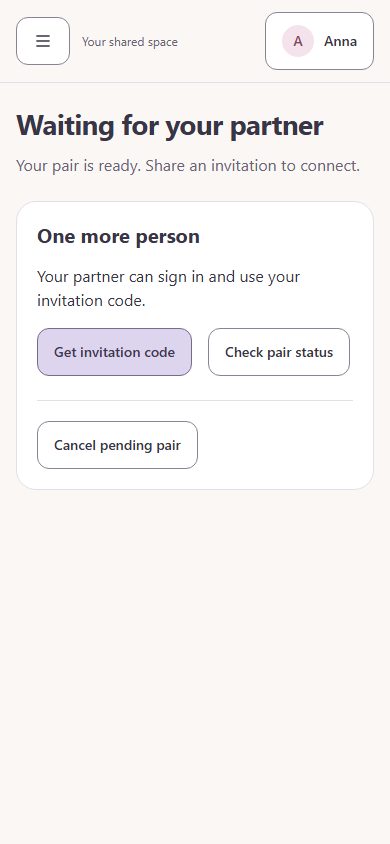 Your shared space
A Anna
Waiting for your partner
Your pair is ready. Share an invitation to connect.
One more person
Your partner can sign in and use your
invitation code.
Get invitation code
Check pair status
Cancel pending pair